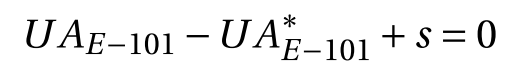 $UA_{E-101} - UA^{*}_{E-101} + s = 0$